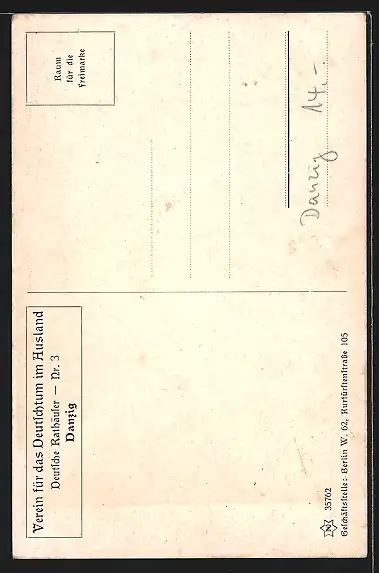 Verein für das Deutſchtum im Ausland
Deutſche Rathäuſer — Nr. 3
Danzig
Raum
für die
Freimarke
Danzig 14.-
N 35762
Geſchäftsſtelle: Berlin W. 62, Kurfürſtenſtraße 105